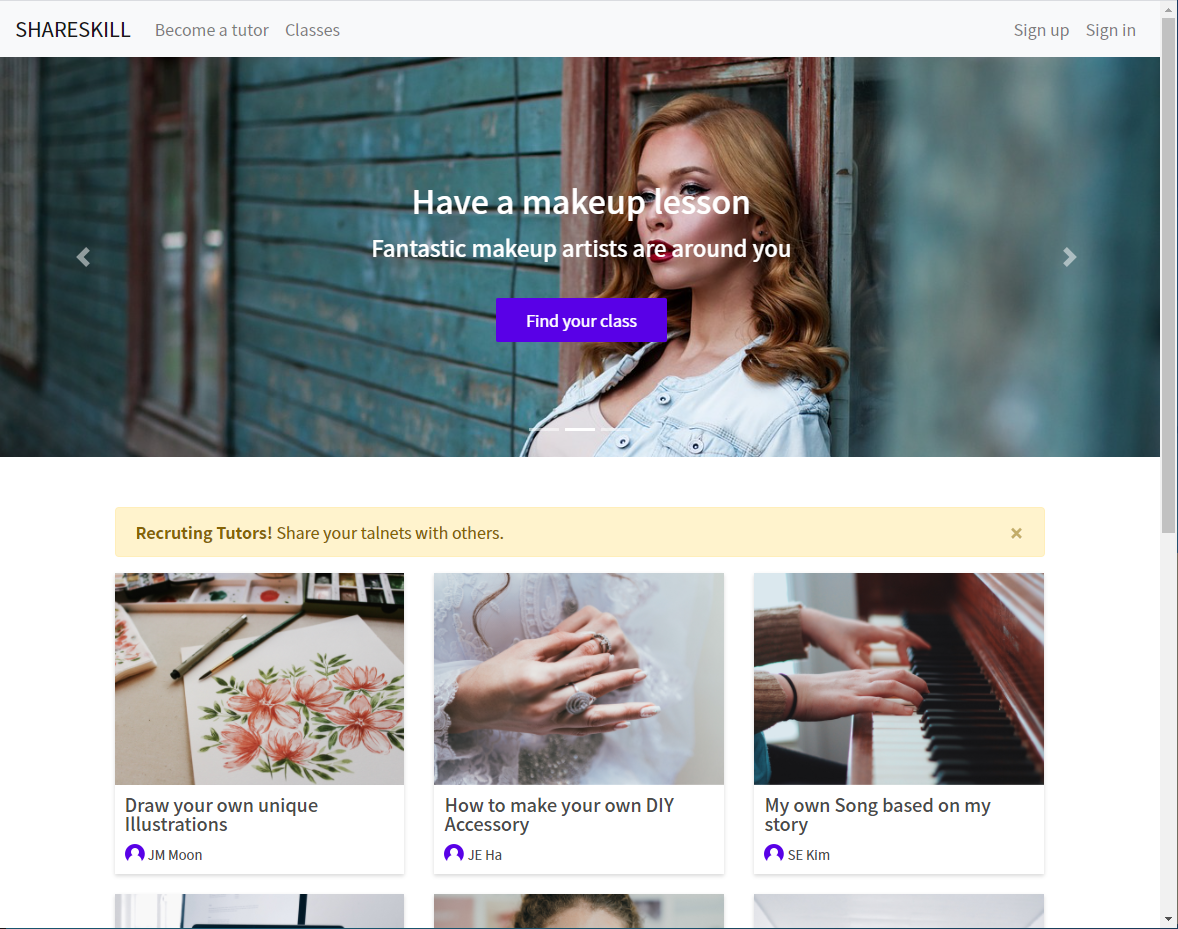 SHARESKILL Become a tutor Classes Sign up Sign in
Have a makeup lesson
Fantastic makeup artists are around you
Find your class
Recruting Tutors! Share your talnets with others. ×
Draw your own unique
Illustrations
JM Moon
How to make your own DIY
Accessory
JE Ha
My own Song based on my
story
SE Kim